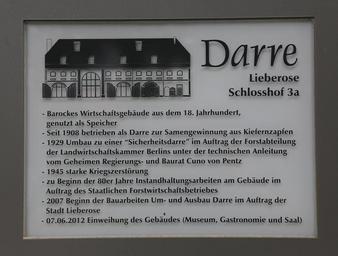 Darre
Lieberose
Schlosshof 3a
- Barockes Wirtschaftsgebäude aus dem 18. Jahrhundert,
genutzt als Speicher
- Seit 1908 betrieben als Darre zur Samengewinnung aus Kiefernzapfen
- 1929 Umbau zu einer "Sicherheitsdarre" im Auftrag der Forstabteilung
der Landwirtschaftskammer Berlins unter der technischen Anleitung
vom Geheimen Regierungs- und Baurat Cuno von Pentz
- 1945 starke Kriegszerstörung
- zu Beginn der 80er Jahre Instandhaltungsarbeiten am Gebäude im
Auftrag des Staatlichen Forstwirtschaftsbetriebes
- 2007 Beginn der Bauarbeiten Um- und Ausbau Darre im Auftrag der
Stadt Lieberose
- 07.06.2012 Einweihung des Gebäudes (Museum, Gastronomie und Saal)